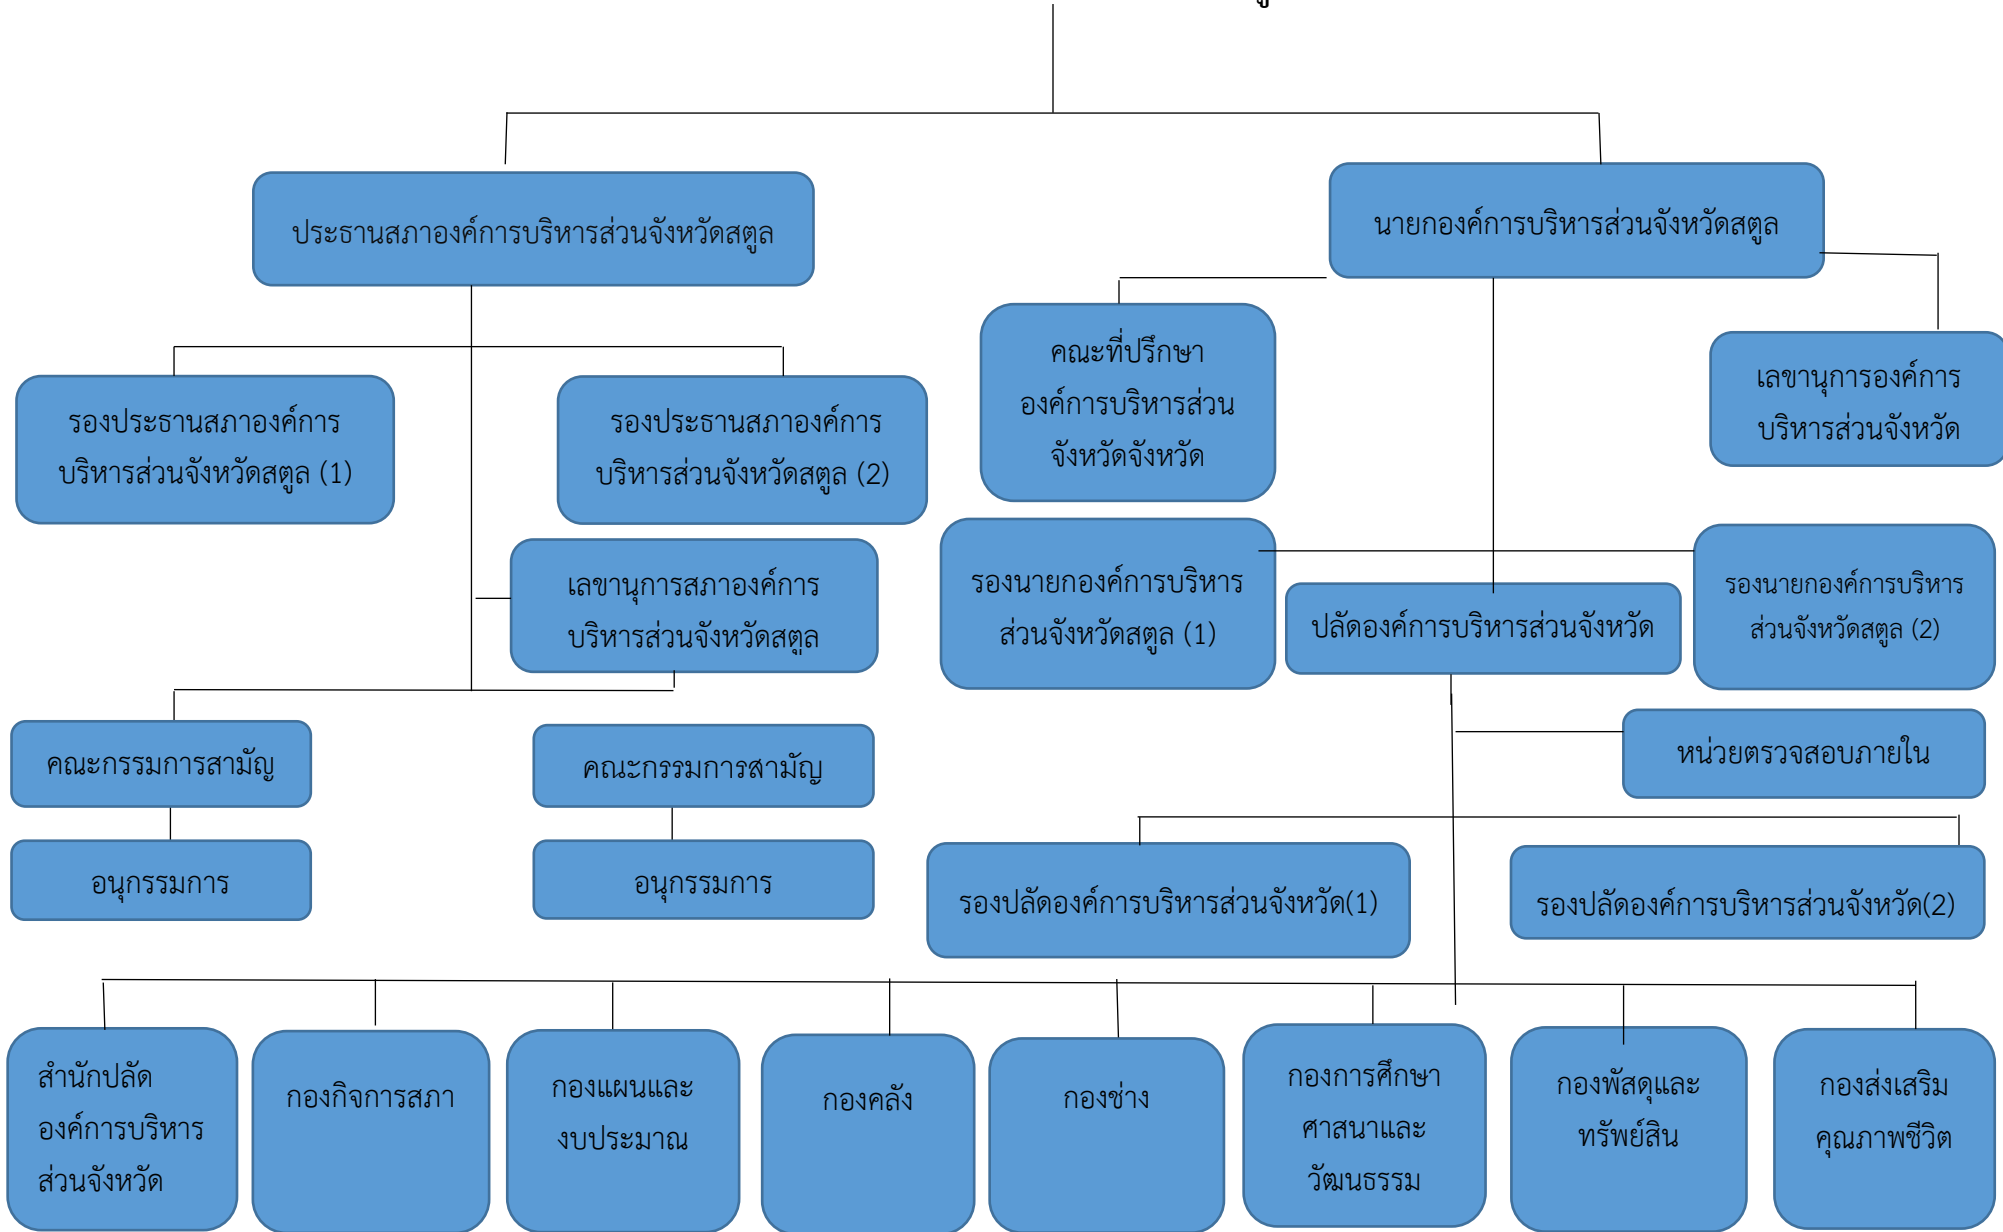 ประธานสภาองค์การบริหารส่วนจังหวัดสตูล
นายกองค์การบริหารส่วนจังหวัดสตูล
คณะที่ปรึกษา
องค์การบริหารส่วน
จังหวัดจังหวัด
เลขานุการองค์การ
บริหารส่วนจังหวัด
รองประธานสภาองค์การ
บริหารส่วนจังหวัดสตูล (1)
รองประธานสภาองค์การ
บริหารส่วนจังหวัดสตูล (2)
เลขานุการสภาองค์การ
บริหารส่วนจังหวัดสตูล
รองนายกองค์การบริหาร
ส่วนจังหวัดสตูล (1)
ปลัดองค์การบริหารส่วนจังหวัด
รองนายกองค์การบริหาร
ส่วนจังหวัดสตูล (2)
คณะกรรมการสามัญ
คณะกรรมการสามัญ
หน่วยตรวจสอบภายใน
อนุกรรมการ
อนุกรรมการ
รองปลัดองค์การบริหารส่วนจังหวัด(1)
รองปลัดองค์การบริหารส่วนจังหวัด(2)
สำนักปลัด
องค์การบริหาร
ส่วนจังหวัด
กองกิจการสภา
กองแผนและ
งบประมาณ
กองคลัง
กองช่าง
กองการศึกษา
ศาสนาและ
วัฒนธรรม
กองพัสดุและ
ทรัพย์สิน
กองส่งเสริม
คุณภาพชีวิต